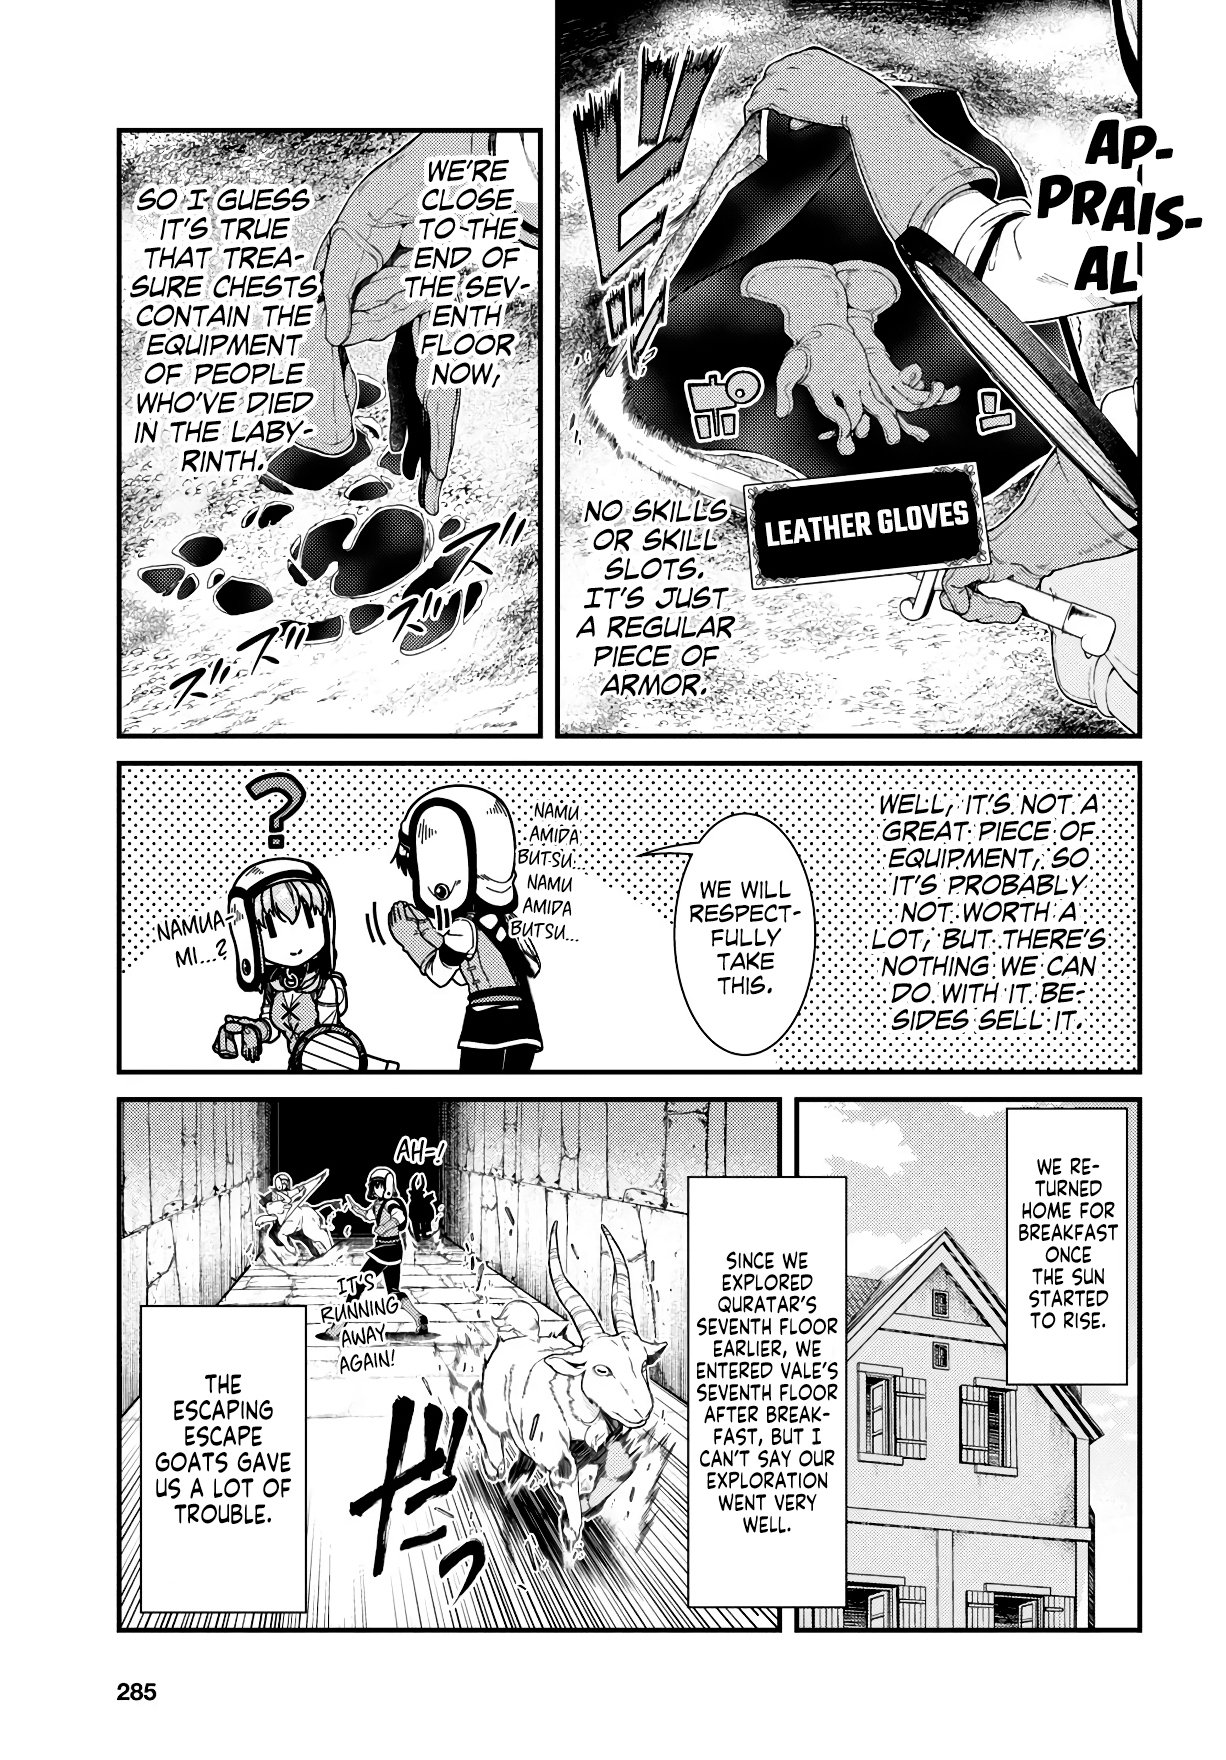 AP-
PRAIS-
AL
ビビ
LEATHER GLOVES
NO SKILLS
OR SKILL
SLOTS.
IT'S JUST
A REGULAR
PIECE OF
ARMOR.
WE'RE
CLOSE
TO THE
END OF
THE SEV-
ENTH
FLOOR
NOW,
SO I GUESS
IT'S TRUE
THAT TREA-
SURE CHESTS
CONTAIN THE
EQUIPMENT
OF PEOPLE
WHO'VE DIED
IN THE LABY-
RINTH.
ズズズ
WELL, IT'S NOT A
GREAT PIECE OF
EQUIPMENT, SO
IT'S PROBABLY
NOT WORTH A
LOT, BUT THERE'S
NOTHING WE CAN
DO WITH IT BE-
SIDES SELL IT.
WE WILL
RESPECT-
FULLY
TAKE
THIS.
NAMU
AMIDA
BUTSU...
NAMU
AMIDA
BUTSU...
?
NAMUA-
MI...?
WE RE-
TURNED
HOME FOR
BREAKFAST
ONCE
THE SUN
STARTED
TO RISE.
SINCE WE
EXPLORED
QURATAR'S
SEVENTH FLOOR
EARLIER, WE
ENTERED VALE'S
SEVENTH FLOOR
AFTER BREAK-
FAST, BUT I
CAN'T SAY OUR
EXPLORATION
WENT VERY
WELL.
AH-!
IT'S
RUNNING
AWAY
AGAIN!
ダッ
THE
ESCAPING
ESCAPE
GOATS GAVE
US A LOT OF
TROUBLE.
285